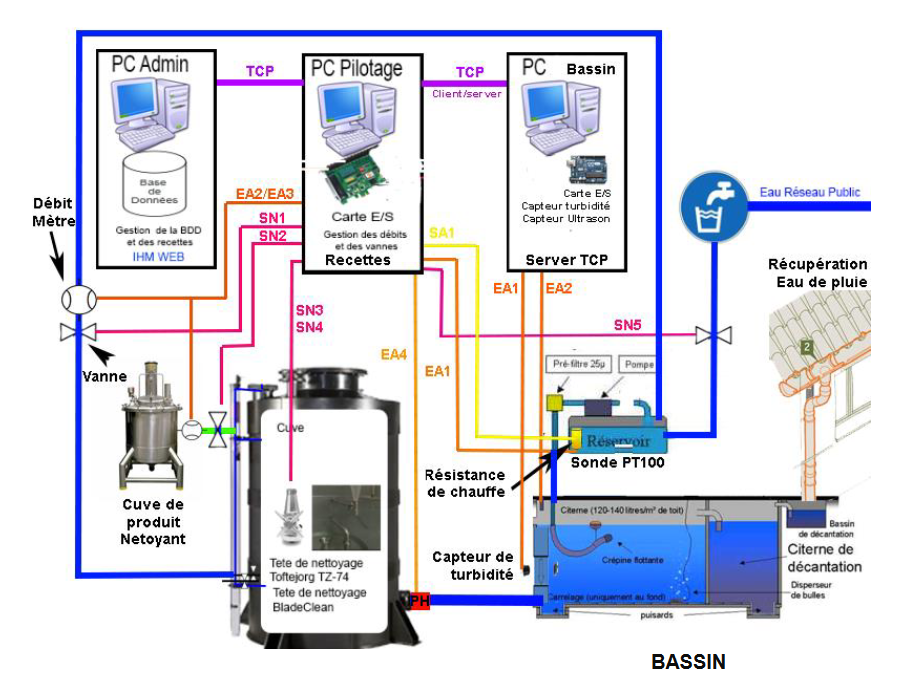 PC Admin
TCP
PC Pilotage
TCP
Client/server
PC Bassin
Base
de
Données
Gestion de la BDD
et des recettes
IHM WEB
EA2/EA3
SN1
SN2
Carte E/S
Gestion des débits
et des vannes
Recettes
SA1
Carte E/S
Capteur turbidité
Capteur Ultrason
Server TCP
Eau Réseau Public
Débit
Mètre
Récupération
Eau de pluie
2
EA1
EA2
SN3
SN4
SN5
Vanne
EA4
EA1
Pré-filtre 25µ
Pompe
Cuve
Réservoir
Sonde PT100
Résistance
de chauffe
Cuve de
produit
Netoyant
Citerne (120-140 litres/m² de toit)
Bassin
de décantation
Citerne de
décantation
Crépine flottante
Capteur de
turbidité
Tete de nettoyage
Toftejorg TZ-74
Tete de nettoyage
BladeClean
Disperseur
de bulles
PH
Carrelage (uniquement au fond)
puisards
BASSIN